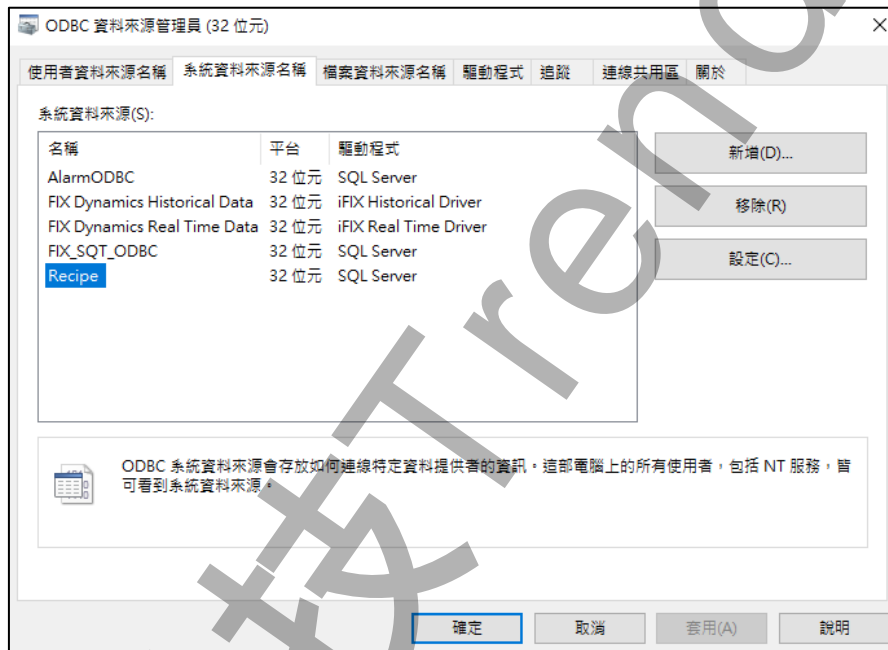 ODBC 資料來源管理員 (32 位元)
使用者資料來源名稱 系統資料來源名稱 檔案資料來源名稱 驅動程式 追蹤 連線共用區 關於
系統資料來源(S):
名稱 平台 驅動程式
AlarmODBC 32 位元 SQL Server
FIX Dynamics Historical Data 32 位元 iFIX Historical Driver
FIX Dynamics Real Time Data 32 位元 iFIX Real Time Driver
FIX_SQT_ODBC 32 位元 SQL Server
Recipe 32 位元 SQL Server
新增(D)...
移除(R)
設定(C)...
ODBC 系統資料來源會存放如何連線特定資料提供者的資訊。這部電腦上的所有使用者，包括 NT 服務，皆
可看到系統資料來源。
確定 取消 套用(A) 說明
技Trend